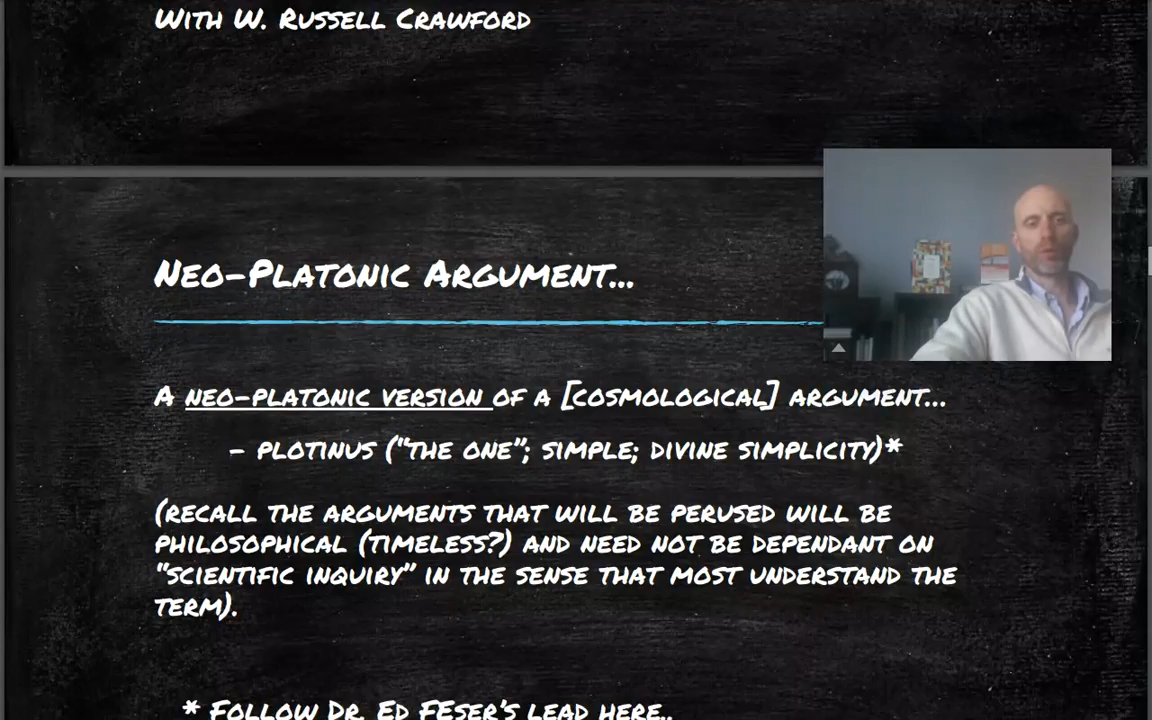 With W. Russell Crawford
Neo-Platonic Argument...
A neo-platonic version of a [cosmological] argument...
- Plotinus ("the One"; simple; divine simplicity)*
(recall the arguments that will be perused will be
philosophical (timeless?) and need not be dependant on
"scientific inquiry" in the sense that most understand the
term).
* Follow Dr. Ed Feser's lead here..